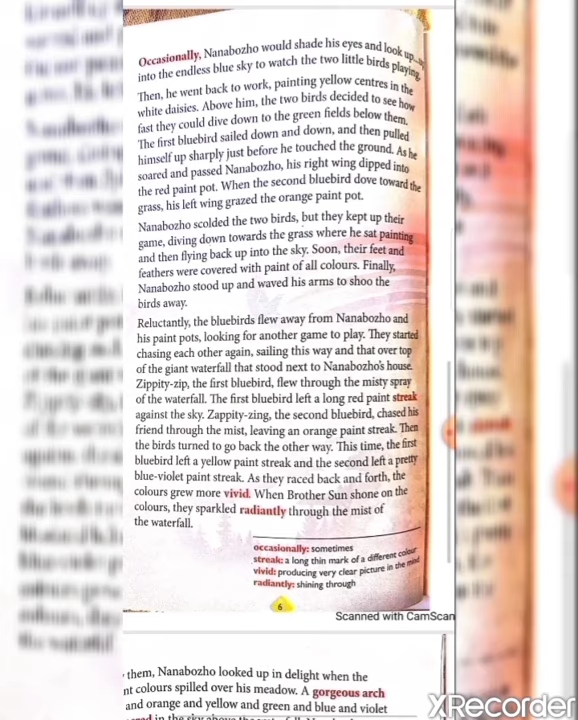 Occasionally, Nanabozho would shade his eyes and look up
into the endless blue sky to watch the two little birds playing.
Then, he went back to work, painting yellow centres in the
white daisies. Above him, the two birds decided to see how
fast they could dive down to the green fields below them.
The first bluebird sailed down and down, and then pulled
himself up sharply just before he touched the ground. As he
soared and passed Nanabozho, his right wing dipped into
the red paint pot. When the second bluebird dove toward the
grass, his left wing grazed the orange paint pot.
Nanabozho scolded the two birds, but they kept up their
game, diving down towards the grass where he sat painting
and then flying back up into the sky. Soon, their feet and
feathers were covered with paint of all colours. Finally,
Nanabozho stood up and waved his arms to shoo the
birds away.
Reluctantly, the bluebirds flew away from Nanabozho and
his paint pots, looking for another game to play. They started
chasing each other again, sailing this way and that over top
of the giant waterfall that stood next to Nanabozho's house.
Zippity-zip, the first bluebird, flew through the misty spray
of the waterfall. The first bluebird left a long red paint streak
against the sky. Zappity-zing, the second bluebird, chased his
friend through the mist, leaving an orange paint streak. Then
the birds turned to go back the other way. This time, the first
bluebird left a yellow paint streak and the second left a pretty
blue-violet paint streak. As they raced back and forth, the
colours grew more vivid. When Brother Sun shone on the
colours, they sparkled radiantly through the mist of
the waterfall.
occasionally: sometimes
streak: a long thin mark of a different colour
vivid: producing very clear picture in the mind
radiantly: shining through
6
Scanned with CamScan
them, Nanabozho looked up in delight when the
nt colours spilled over his meadow. A gorgeous arch
and orange and yellow and green and blue and violet
XRecorder